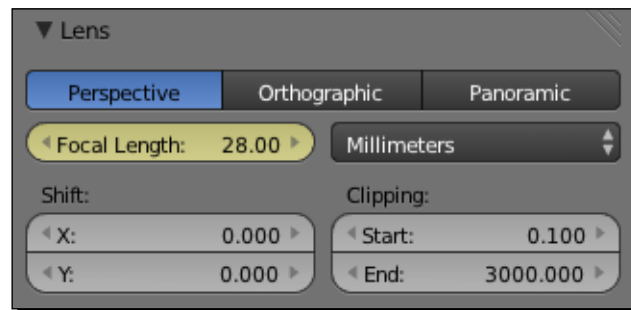 Lens
Perspective Orthographic Panoramic
Focal Length: 28.00 Millimeters
Shift: Clipping:
X: 0.000 Start: 0.100
Y: 0.000 End: 3000.000